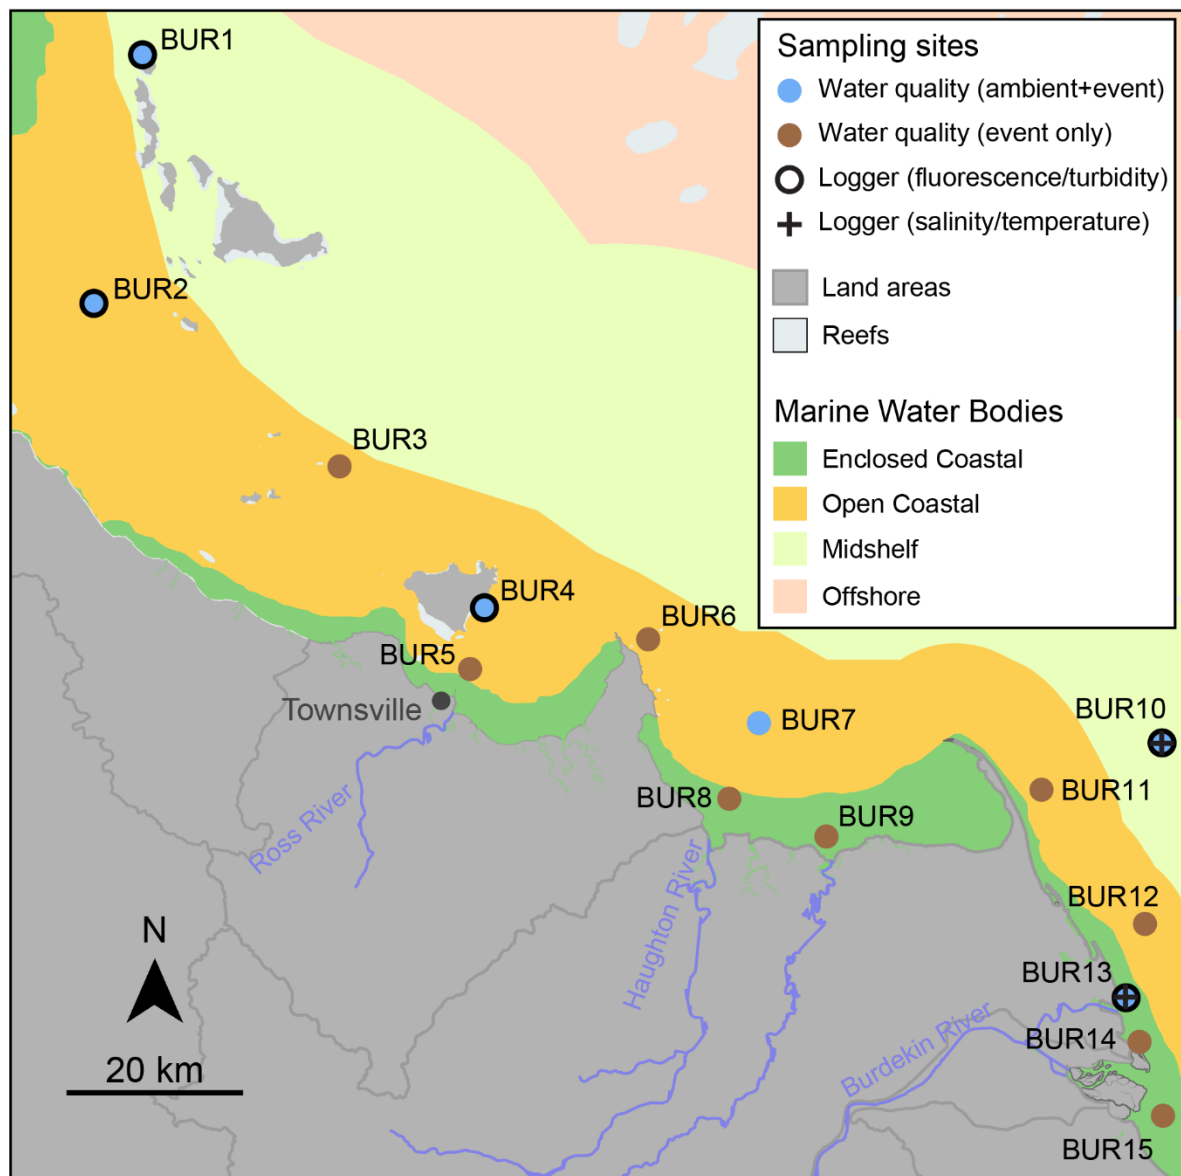 BUR1
Sampling sites
Water quality (ambient+event)
Water quality (event only)
Logger (fluorescence/turbidity)
Logger (salinity/temperature)
Land areas
Reefs
Marine Water Bodies
Enclosed Coastal
Open Coastal
Midshelf
Offshore
BUR2
BUR3
BUR4
BUR5
BUR6
Townsville
BUR7
BUR10
BUR8
BUR9
BUR11
Ross River
Haughton River
BUR12
N
BUR13
BUR14
Burdekin River
20 km
BUR15